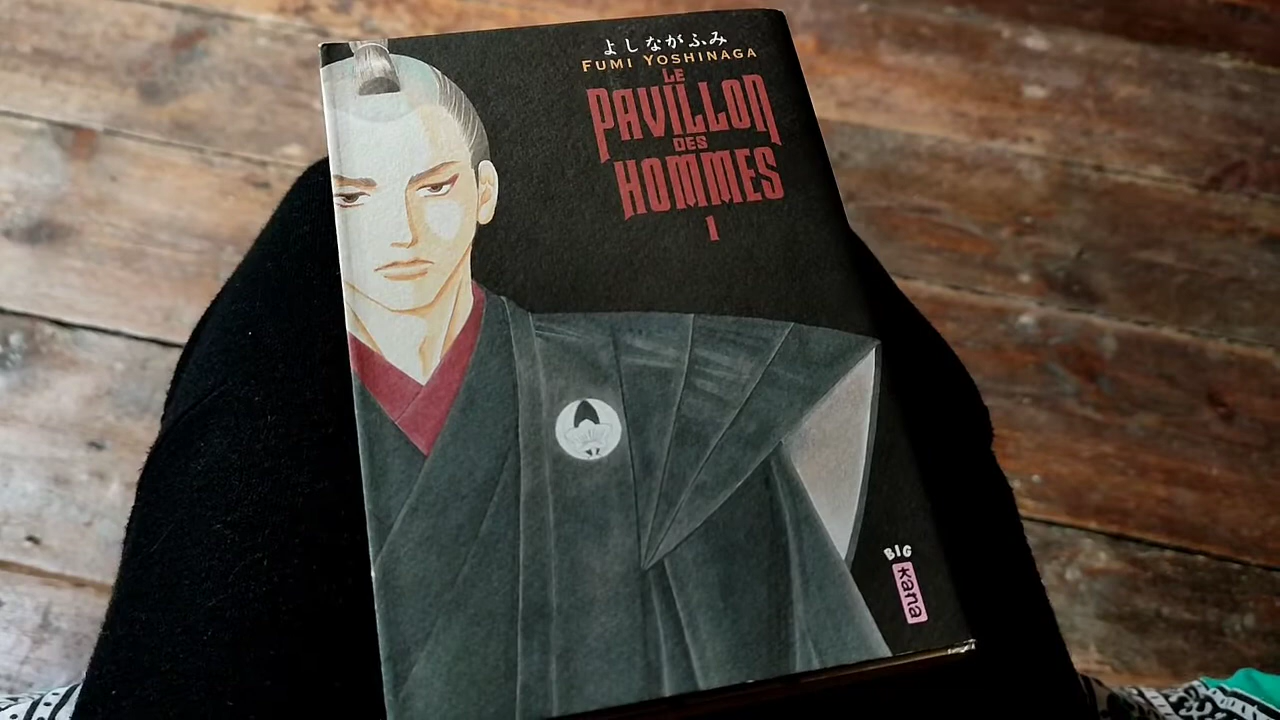 よしながふみ
FUMI YOSHINAGA
LE
PAVILLON
DES
HOMMES
1
BIG
kana